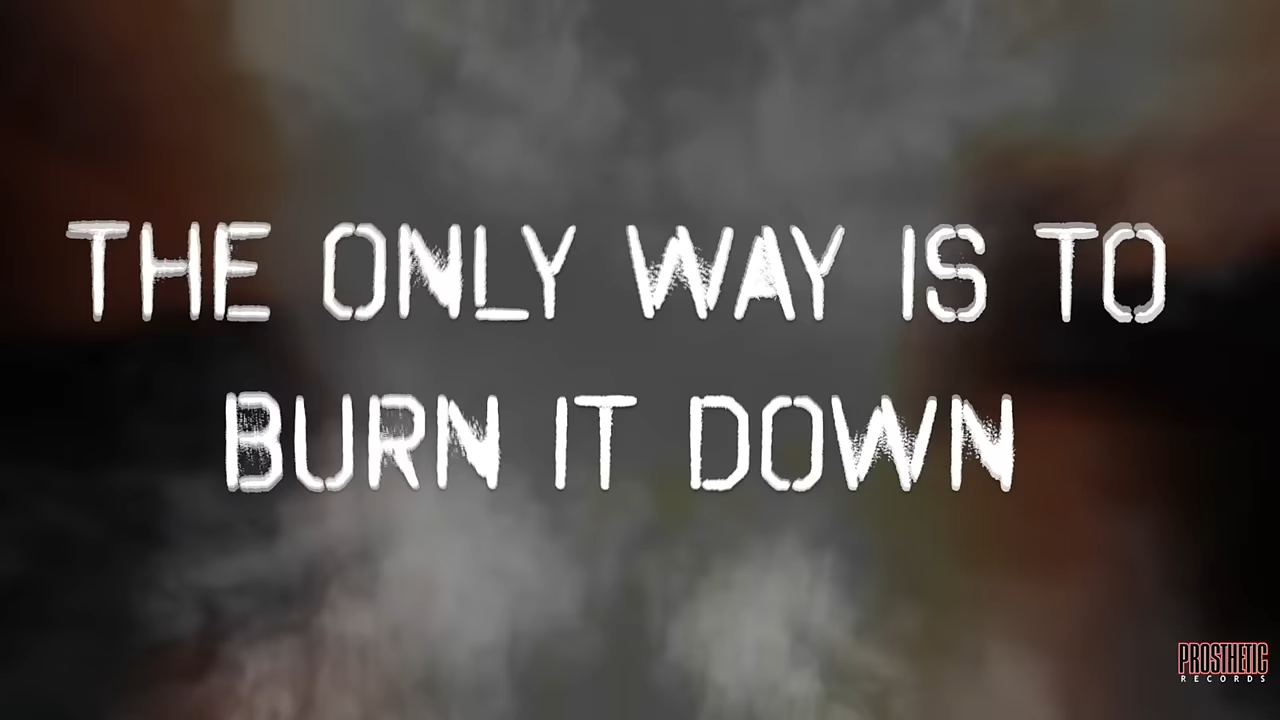 THE ONLY WAY IS TO
BURN IT DOWN
PROSTHETIC
RECORDS